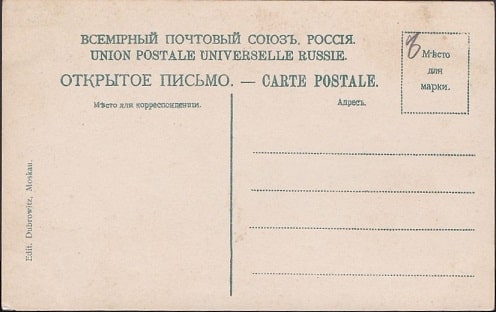 ВСЕМІРНЫЙ ПОЧТОВЫЙ СОЮЗЪ, РОССІЯ.
UNION POSTALE UNIVERSELLE RUSSIE.
ОТКРЫТОЕ ПИСЬМО. — CARTE POSTALE.
Мѣсто для корреспонденціи.
Адресъ.
Мѣсто
для
марки.
Edit. Dubrowitz, Moskau.